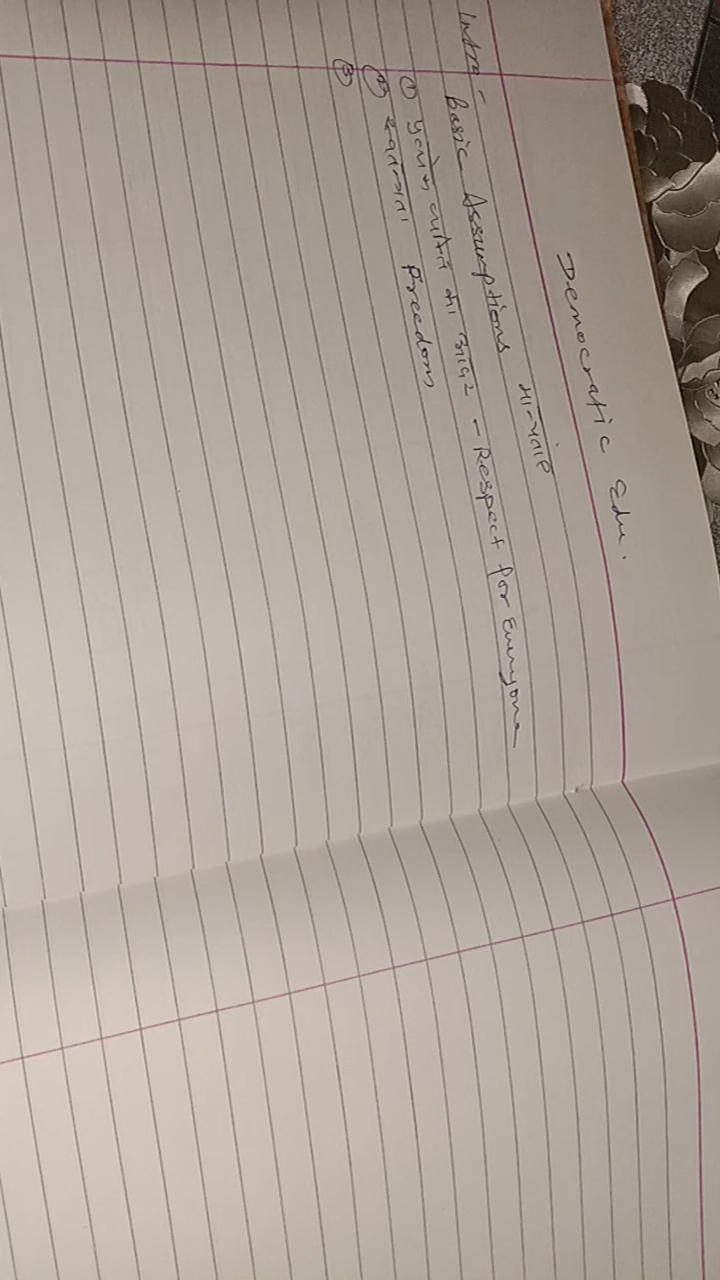 Democratic Edu.
Intro -
Basic Assumptions मान्यताएं
① प्रत्येक व्यक्ति का आदर - Respect for Everyone
② स्वतंत्रता Freedom
③